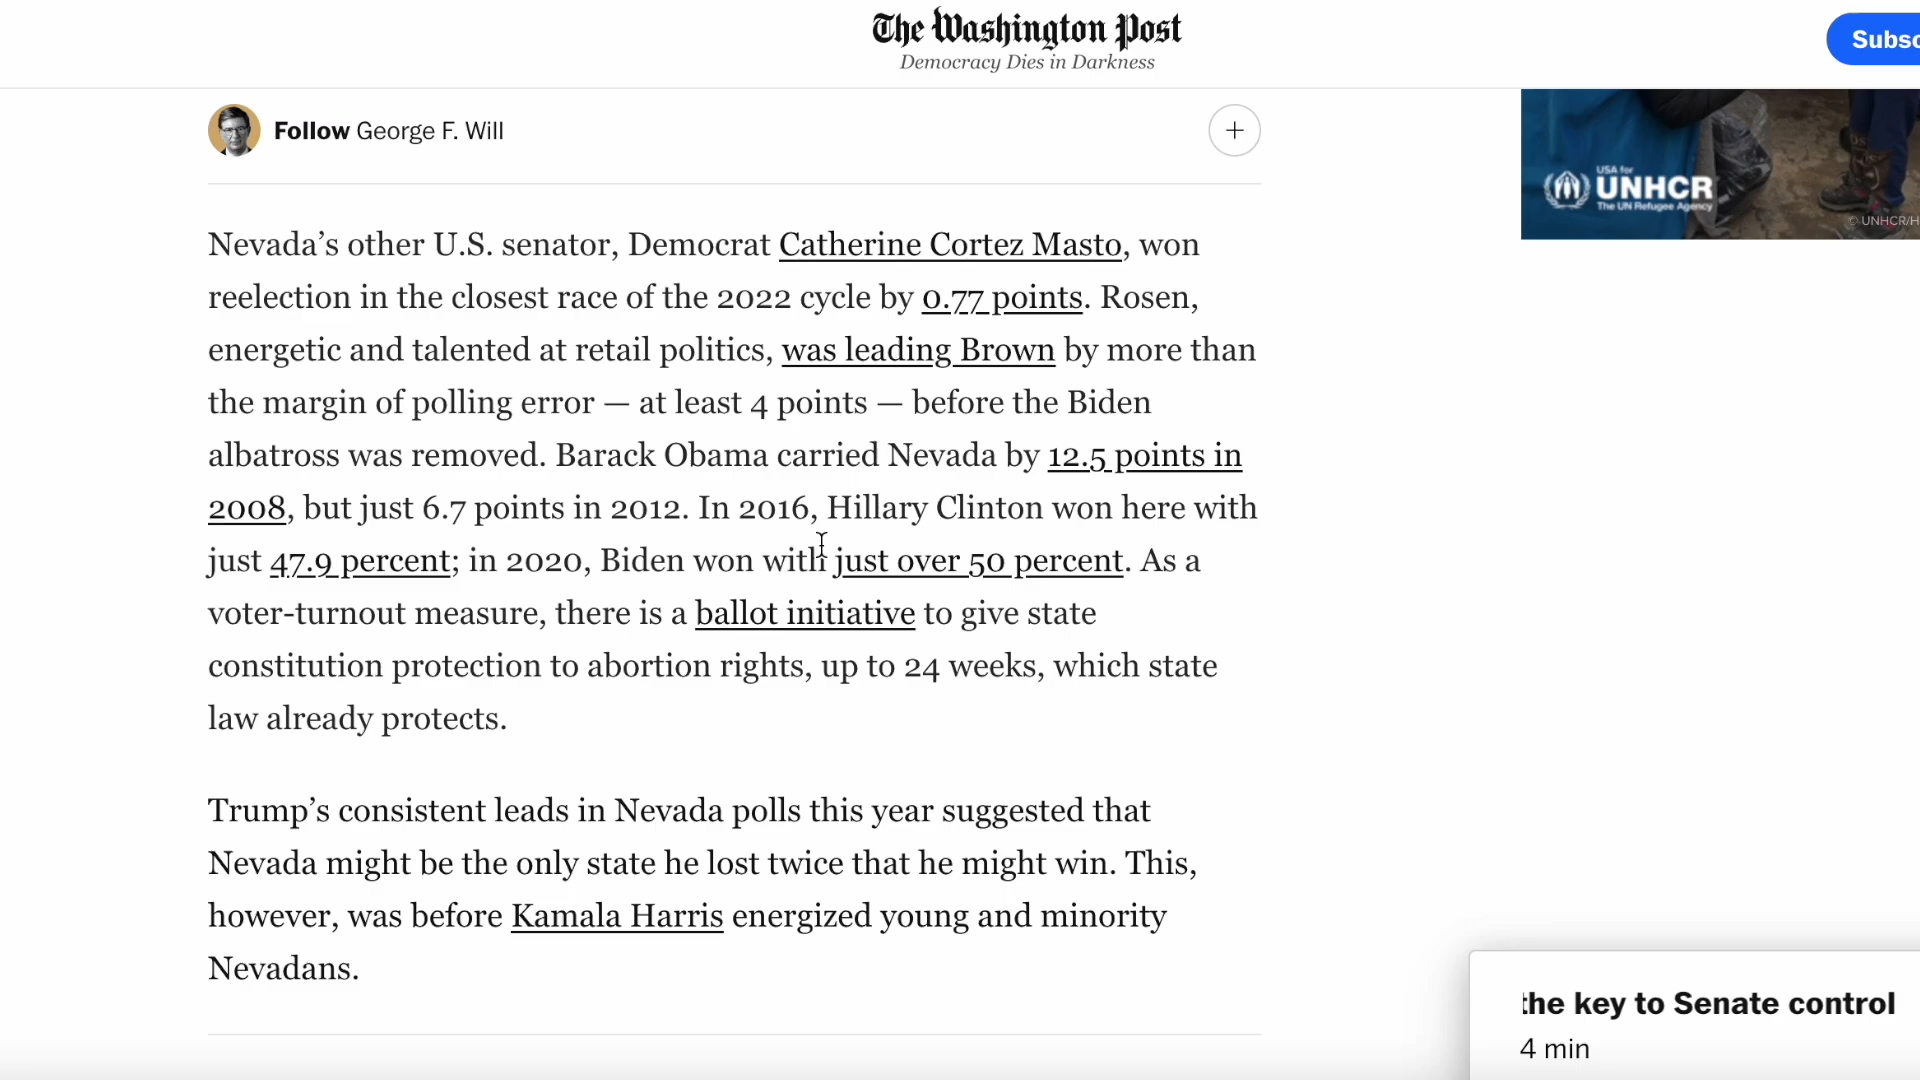 The Washington Post
Democracy Dies in Darkness
Subsc
Follow George F. Will
USA for
UNHCR
The UN Refugee Agency
© UNHCR/H
Nevada’s other U.S. senator, Democrat Catherine Cortez Masto, won
reelection in the closest race of the 2022 cycle by 0.77 points. Rosen,
energetic and talented at retail politics, was leading Brown by more than
the margin of polling error — at least 4 points — before the Biden
albatross was removed. Barack Obama carried Nevada by 12.5 points in
2008, but just 6.7 points in 2012. In 2016, Hillary Clinton won here with
just 47.9 percent; in 2020, Biden won with just over 50 percent. As a
voter-turnout measure, there is a ballot initiative to give state
constitution protection to abortion rights, up to 24 weeks, which state
law already protects.
Trump’s consistent leads in Nevada polls this year suggested that
Nevada might be the only state he lost twice that he might win. This,
however, was before Kamala Harris energized young and minority
Nevadans.
the key to Senate control
4 min